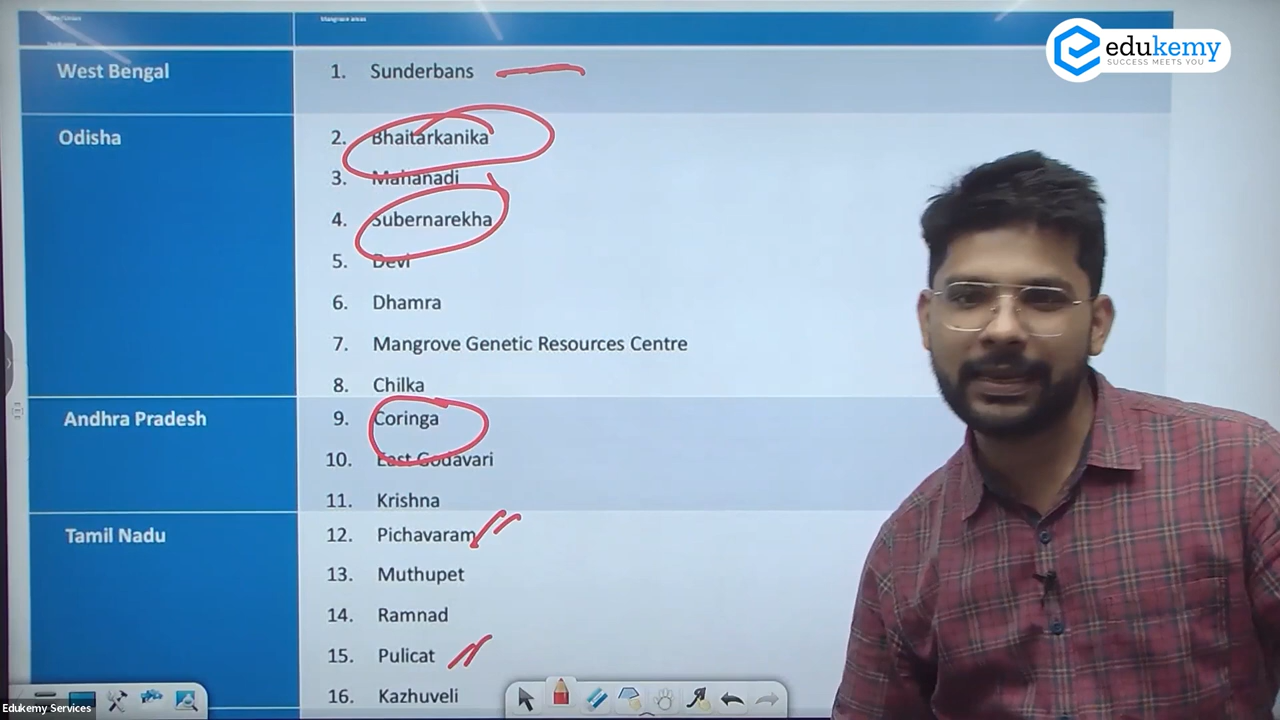 Mangrove areas
edukemy
SUCCESS MEETS YOU
West Bengal
1. Sunderbans
Odisha
2. Bhaitarkanika
3. Mahanadi
4. Subernarekha
5. Devi
6. Dhamra
7. Mangrove Genetic Resources Centre
8. Chilka
Andhra Pradesh
9. Coringa
10. East Godavari
11. Krishna
Tamil Nadu
12. Pichavaram
13. Muthupet
14. Ramnad
15. Pulicat
16. Kazhuveli
Edukemy Services